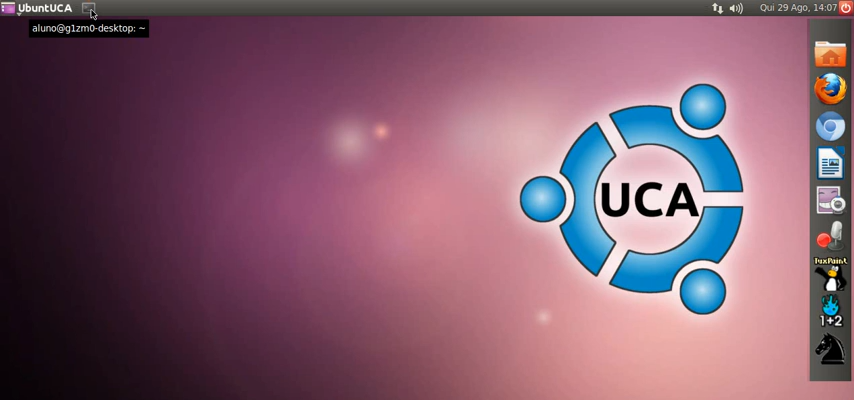 UbuntUCA
Qui 29 Ago, 14:07
aluno@g1zm0-desktop: ~
UCA
TuxPaint
1+2